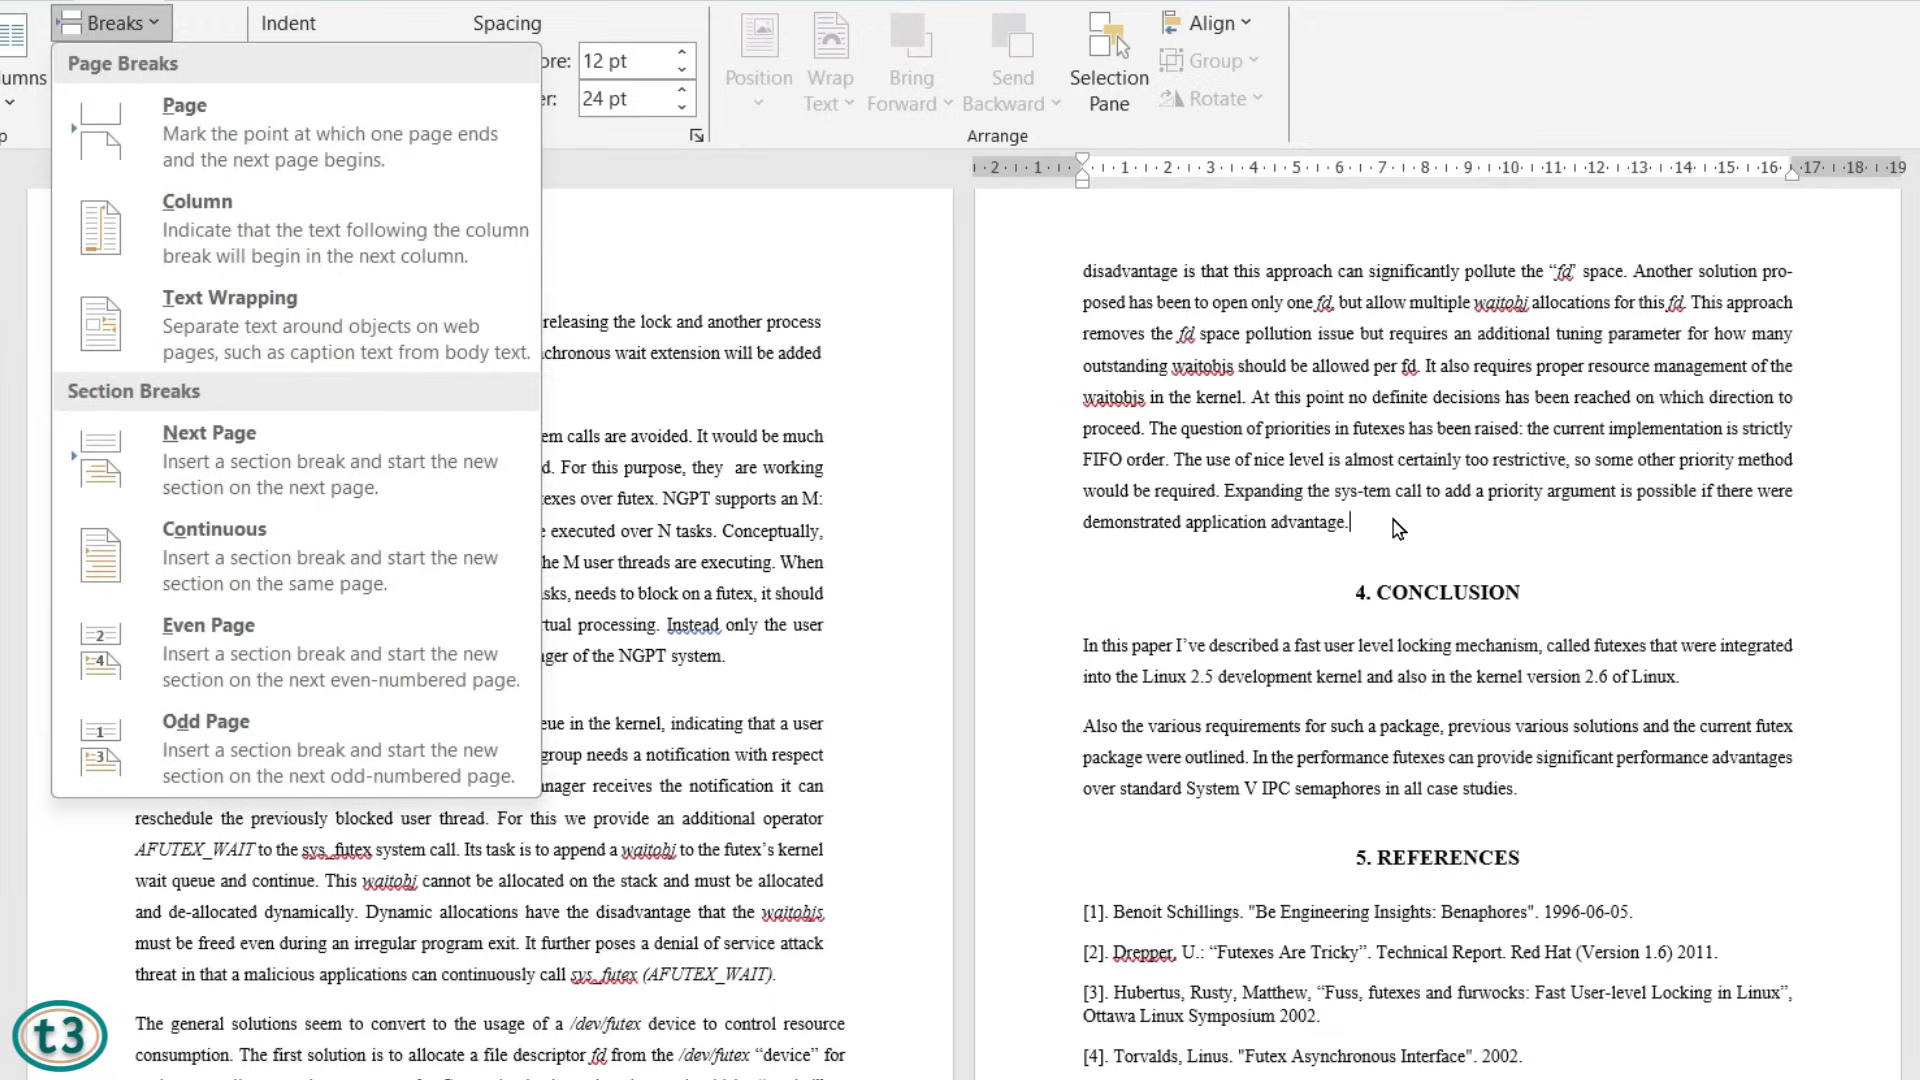 Breaks
Indent
Spacing
ore:
12 pt
er:
24 pt
Position
Wrap
Text
Bring
Forward
Send
Backward
Selection
Pane
Align
Group
Rotate
Arrange
umns
p
Page Breaks
Page
Mark the point at which one page ends
and the next page begins.
Column
Indicate that the text following the column
break will begin in the next column.
Text Wrapping
Separate text around objects on web
pages, such as caption text from body text.
Section Breaks
Next Page
Insert a section break and start the new
section on the next page.
Continuous
Insert a section break and start the new
section on the same page.
Even Page
Insert a section break and start the new
section on the next even-numbered page.
Odd Page
Insert a section break and start the new
section on the next odd-numbered page.
2
4
1
3
releasing the lock and another process
chronous wait extension will be added
em calls are avoided. It would be much
d. For this purpose, they are working
exes over futex. NGPT supports an M:
e executed over N tasks. Conceptually,
he M user threads are executing. When
sks, needs to block on a futex, it should
tual processing. Instead only the user
ger of the NGPT system.
eue in the kernel, indicating that a user
group needs a notification with respect
nager receives the notification it can
reschedule the previously blocked user thread. For this we provide an additional operator
AFUTEX_WAIT to the sys_futex system call. Its task is to append a waitobj to the futex’s kernel
wait queue and continue. This waitobj cannot be allocated on the stack and must be allocated
and de-allocated dynamically. Dynamic allocations have the disadvantage that the waitobjs
must be freed even during an irregular program exit. It further poses a denial of service attack
threat in that a malicious applications can continuously call sys_futex (AFUTEX_WAIT).
The general solutions seem to convert to the usage of a /dev/futex device to control resource
consumption. The first solution is to allocate a file descriptor fd from the /dev/futex “device” for
2 1 1 2 3 4 5 6 7 8 9 10 11 12 13 14 15 16 17 18 19
disadvantage is that this approach can significantly pollute the “fd” space. Another solution pro-
posed has been to open only one fd, but allow multiple waitobj allocations for this fd. This approach
removes the fd space pollution issue but requires an additional tuning parameter for how many
outstanding waitobjs should be allowed per fd. It also requires proper resource management of the
waitobjs in the kernel. At this point no definite decisions has been reached on which direction to
proceed. The question of priorities in futexes has been raised: the current implementation is strictly
FIFO order. The use of nice level is almost certainly too restrictive, so some other priority method
would be required. Expanding the sys-tem call to add a priority argument is possible if there were
demonstrated application advantage.
4. CONCLUSION
In this paper I’ve described a fast user level locking mechanism, called futexes that were integrated
into the Linux 2.5 development kernel and also in the kernel version 2.6 of Linux.
Also the various requirements for such a package, previous various solutions and the current futex
package were outlined. In the performance futexes can provide significant performance advantages
over standard System V IPC semaphores in all case studies.
5. REFERENCES
[1]. Benoit Schillings. "Be Engineering Insights: Benaphores". 1996-06-05.
[2]. Drepper, U.: “Futexes Are Tricky”. Technical Report. Red Hat (Version 1.6) 2011.
[3]. Hubertus, Rusty, Matthew, “Fuss, futexes and furwocks: Fast User-level Locking in Linux”,
Ottawa Linux Symposium 2002.
[4]. Torvalds, Linus. "Futex Asynchronous Interface". 2002.
t3